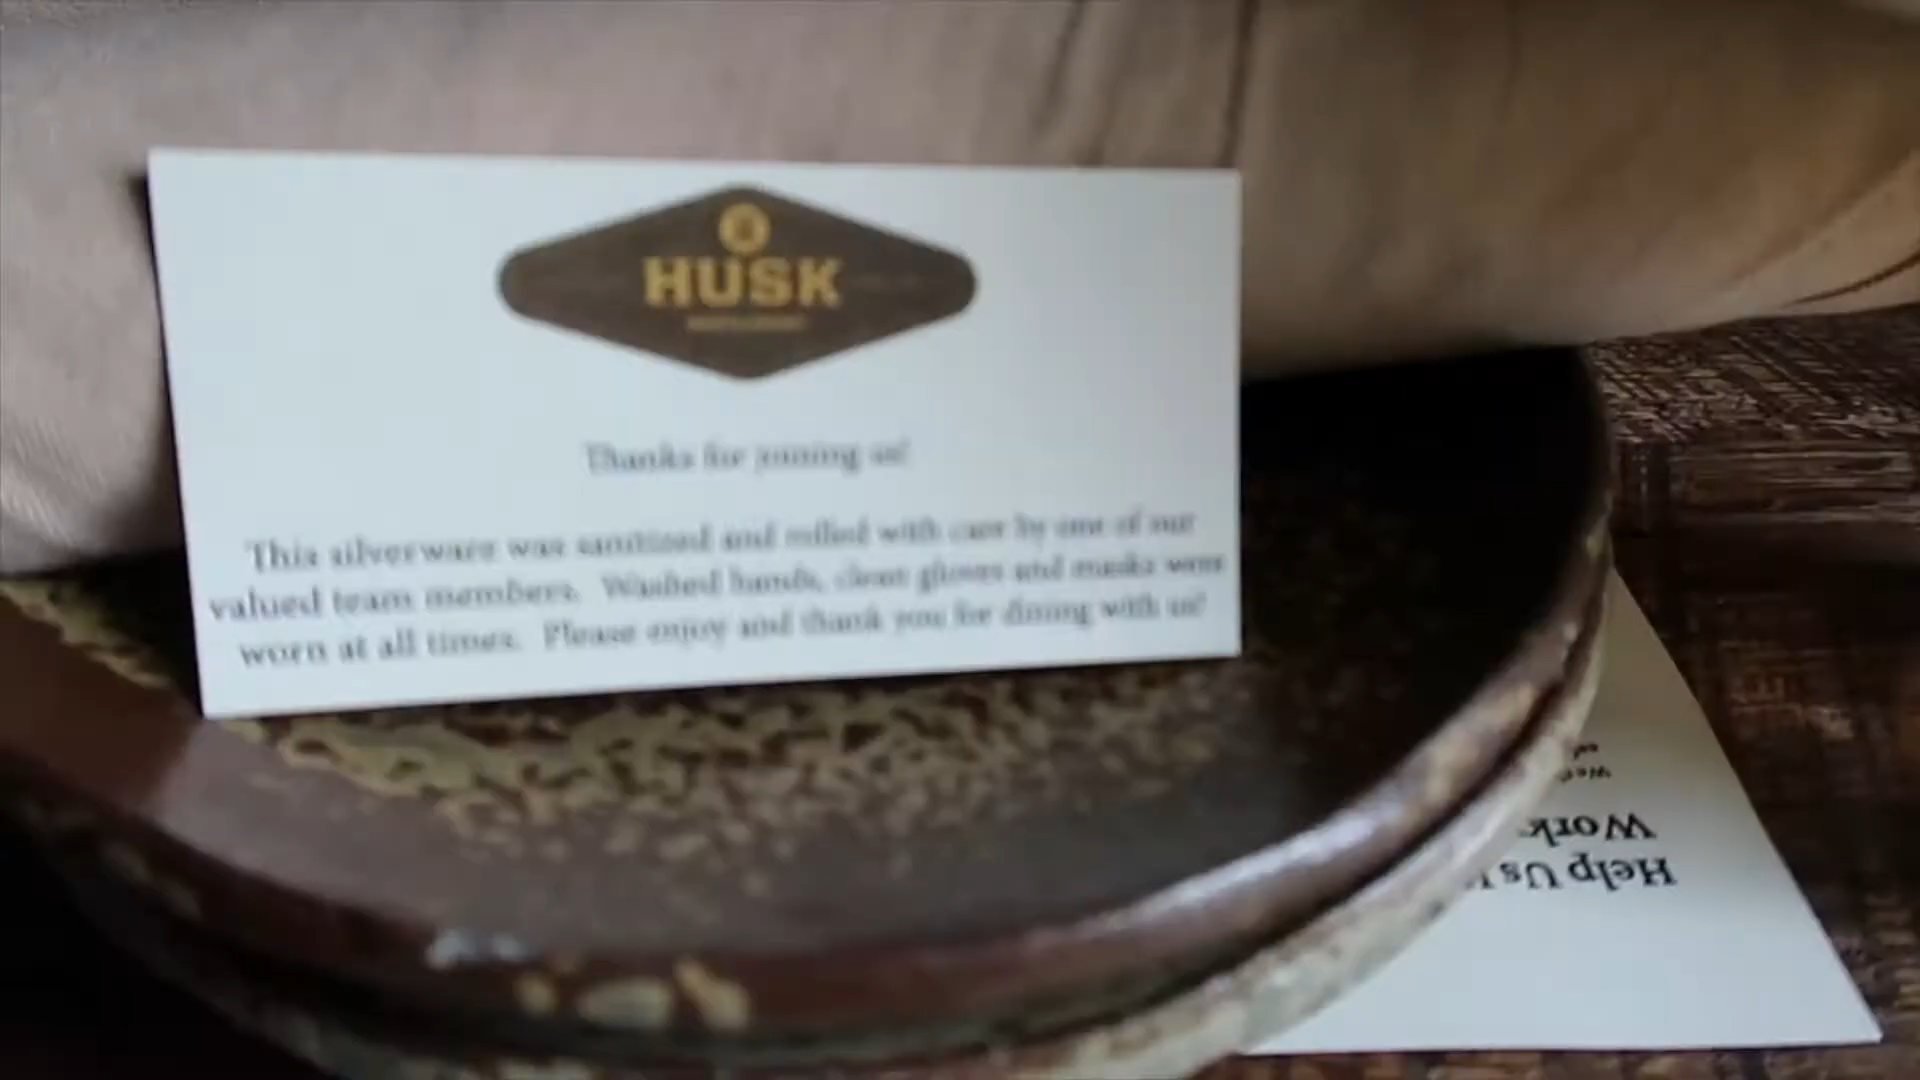 HUSK
Thanks for joining us!
This silverware was sanitized and rolled with care by one of our
valued team members. Washed hands, clean gloves and masks were
worn at all times. Please enjoy and thank you for dining with us!
Help Us
Work